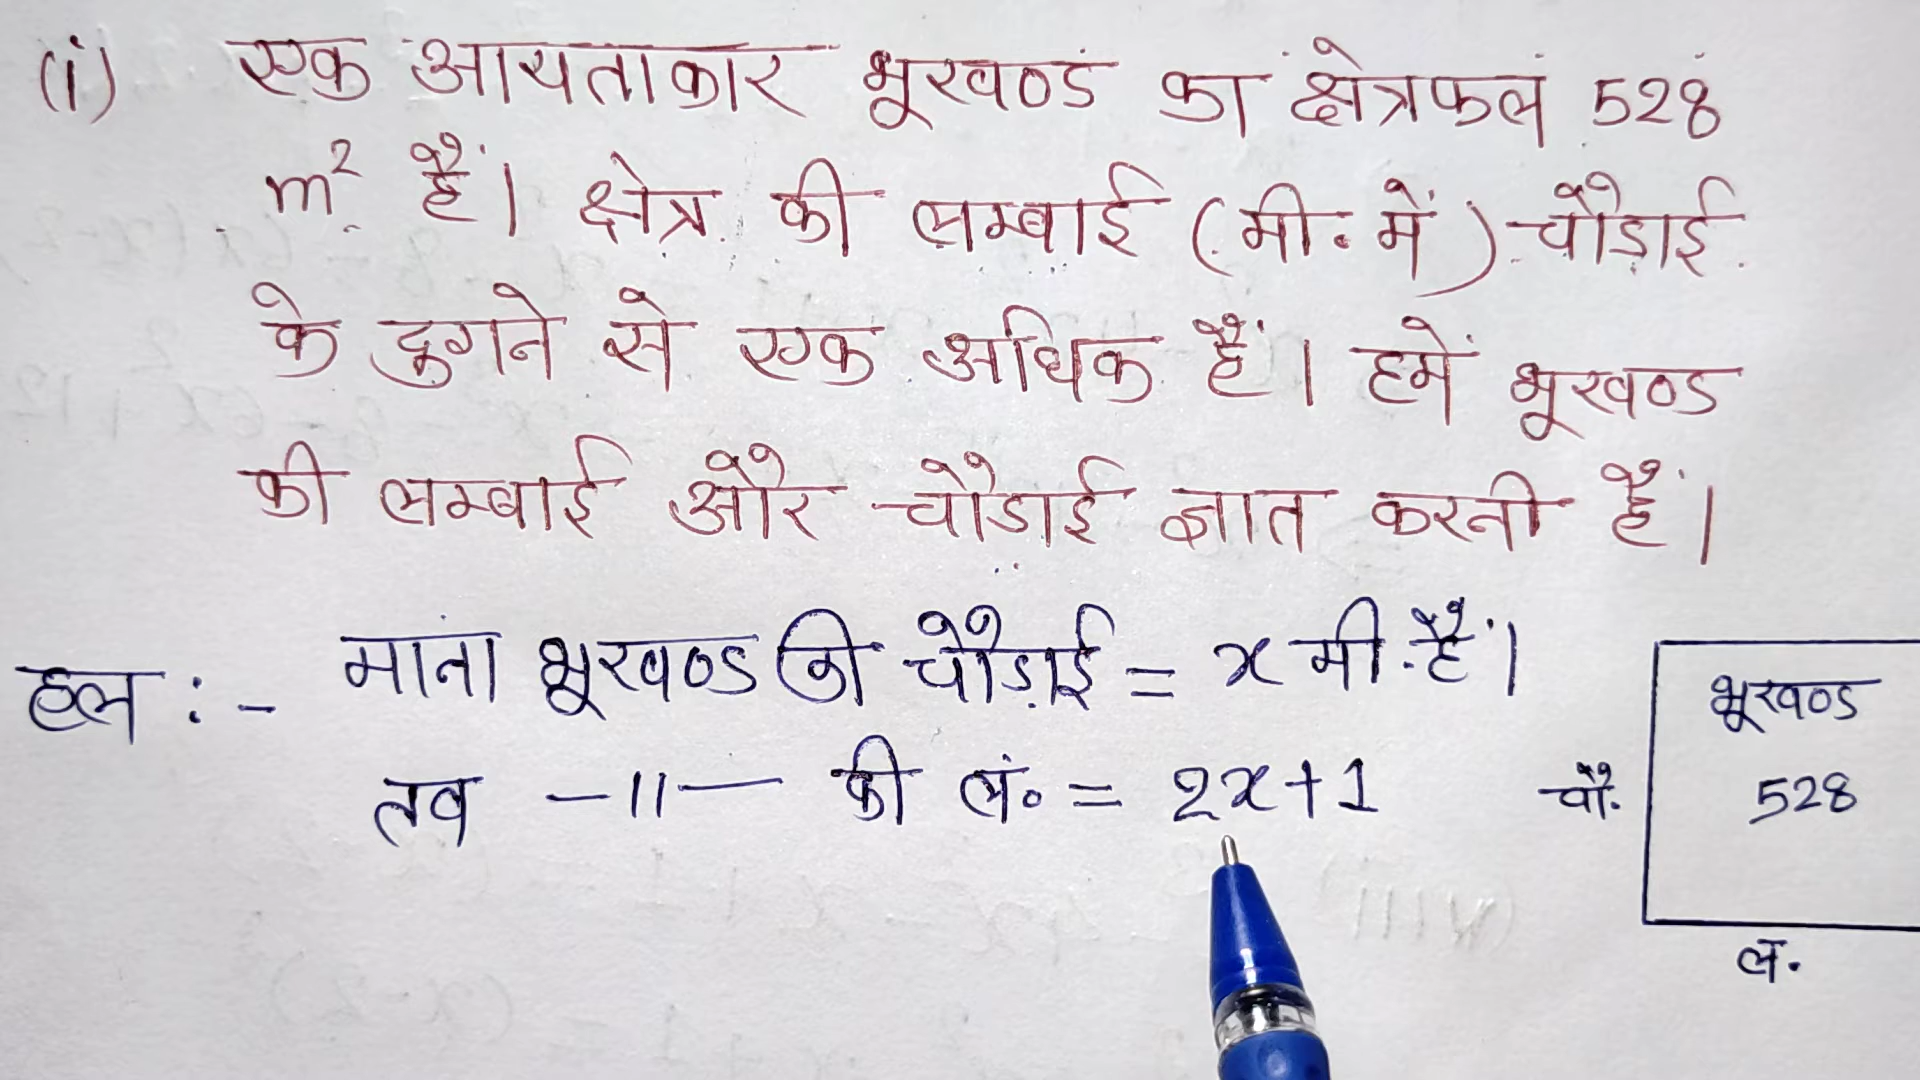 (i) एक आयताकार भूखण्ड का क्षेत्रफल 528
m² है। क्षेत्र की लम्बाई (मी. में) चौड़ाई
के दुगने से एक अधिक है। हमें भूखण्ड
की लम्बाई और चौड़ाई ज्ञात करनी है।
हल :- माना भूखण्ड की चौड़ाई = x मी. है।
तब —॥— की लं० = 2x+1
भूखण्ड
चौ. 528
लं.